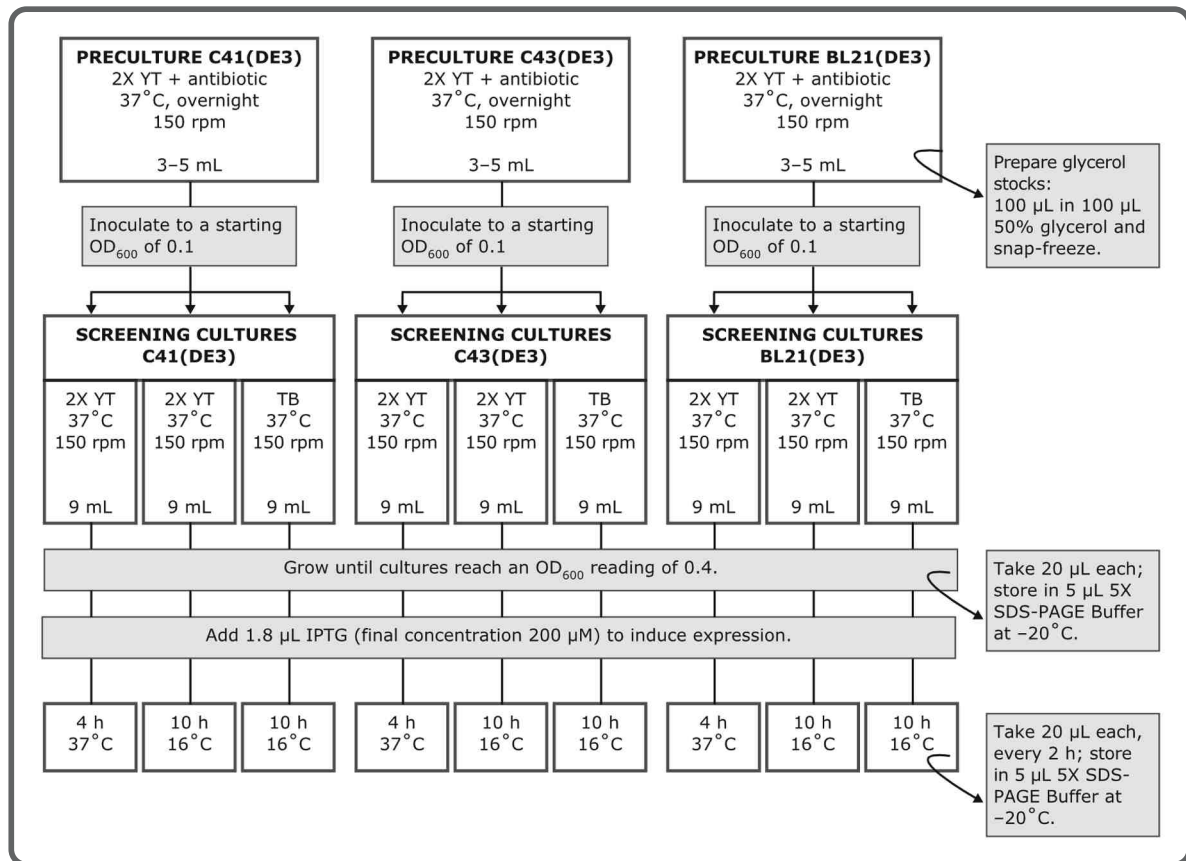 PRECULTURE C41(DE3)
2X YT + antibiotic
37°C, overnight
150 rpm
3–5 mL
PRECULTURE C43(DE3)
2X YT + antibiotic
37°C, overnight
150 rpm
3–5 mL
PRECULTURE BL21(DE3)
2X YT + antibiotic
37°C, overnight
150 rpm
3–5 mL
Prepare glycerol
stocks:
100 µL in 100 µL
50% glycerol and
snap-freeze.
Inoculate to a starting
OD600 of 0.1
Inoculate to a starting
OD600 of 0.1
Inoculate to a starting
OD600 of 0.1
SCREENING CULTURES
C41(DE3)
2X YT
37°C
150 rpm
9 mL
2X YT
37°C
150 rpm
9 mL
TB
37°C
150 rpm
9 mL
SCREENING CULTURES
C43(DE3)
2X YT
37°C
150 rpm
9 mL
2X YT
37°C
150 rpm
9 mL
TB
37°C
150 rpm
9 mL
SCREENING CULTURES
BL21(DE3)
2X YT
37°C
150 rpm
9 mL
2X YT
37°C
150 rpm
9 mL
TB
37°C
150 rpm
9 mL
Grow until cultures reach an OD600 reading of 0.4.
Take 20 µL each;
store in 5 µL 5X
SDS-PAGE Buffer
at –20°C.
Add 1.8 µL IPTG (final concentration 200 µM) to induce expression.
4 h
37°C
10 h
16°C
10 h
16°C
4 h
37°C
10 h
16°C
10 h
16°C
4 h
37°C
10 h
16°C
10 h
16°C
Take 20 µL each,
every 2 h; store
in 5 µL 5X SDS-
PAGE Buffer at
–20°C.